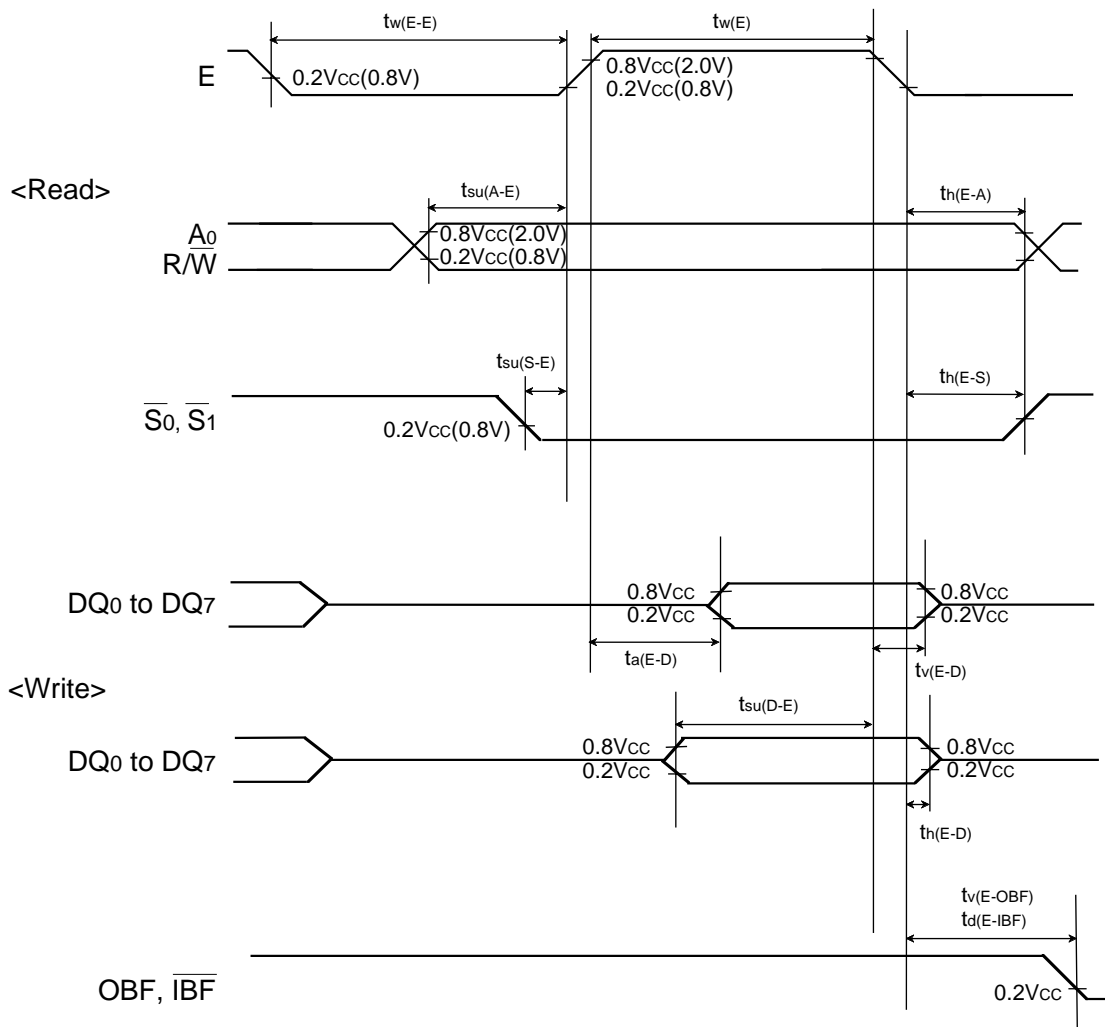 tw(E-E)
tw(E)
E
0.2VCC(0.8V)
0.8VCC(2.0V)
0.2VCC(0.8V)
<Read>
tsu(A-E)
th(E-A)
A0
R/W̅
0.8VCC(2.0V)
0.2VCC(0.8V)
tsu(S-E)
th(E-S)
S̅0, S̅1
0.2VCC(0.8V)
DQ0 to DQ7
0.8VCC
0.2VCC
0.8VCC
0.2VCC
ta(E-D)
tv(E-D)
<Write>
tsu(D-E)
DQ0 to DQ7
0.8VCC
0.2VCC
0.8VCC
0.2VCC
th(E-D)
tv(E-OBF)
td(E-IBF)
OBF, I̅B̅F̅
0.2VCC